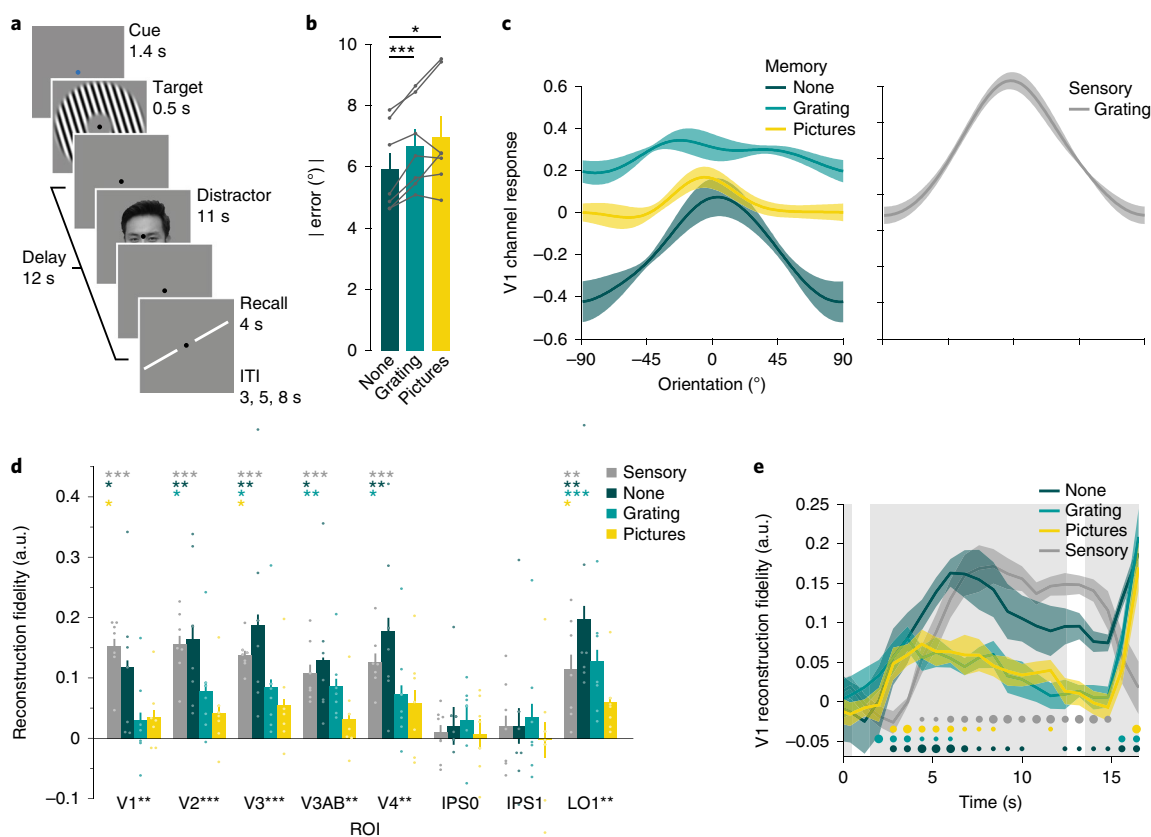 a
Cue
1.4 s
Target
0.5 s
Distractor
11 s
Delay
12 s
Recall
4 s
ITI
3, 5, 8 s
b
*
***
10
8
6
4
6
2
0
| error (°) |
None
Grating
Pictures
c
Memory
None
Grating
Pictures
Sensory
Grating
0.6
0.4
0.2
0
−0.2
−0.4
−0.6
V1 channel response
−90
−45
0
45
90
Orientation (°)
d
***
*
*
***
**
*
***
**
*
*
***
*
**
***
**
*
**
**
***
*
Sensory
None
Grating
Pictures
0.4
0.3
0.2
0.1
0
−0.1
Reconstruction fidelity (a.u.)
V1**
V2***
V3***
V3AB**
V4**
IPS0
IPS1
LO1**
ROI
e
None
Grating
Pictures
Sensory
0.25
0.2
0.15
0.10
0.05
0
−0.05
V1 reconstruction fidelity (a.u.)
0
5
10
15
Time (s)